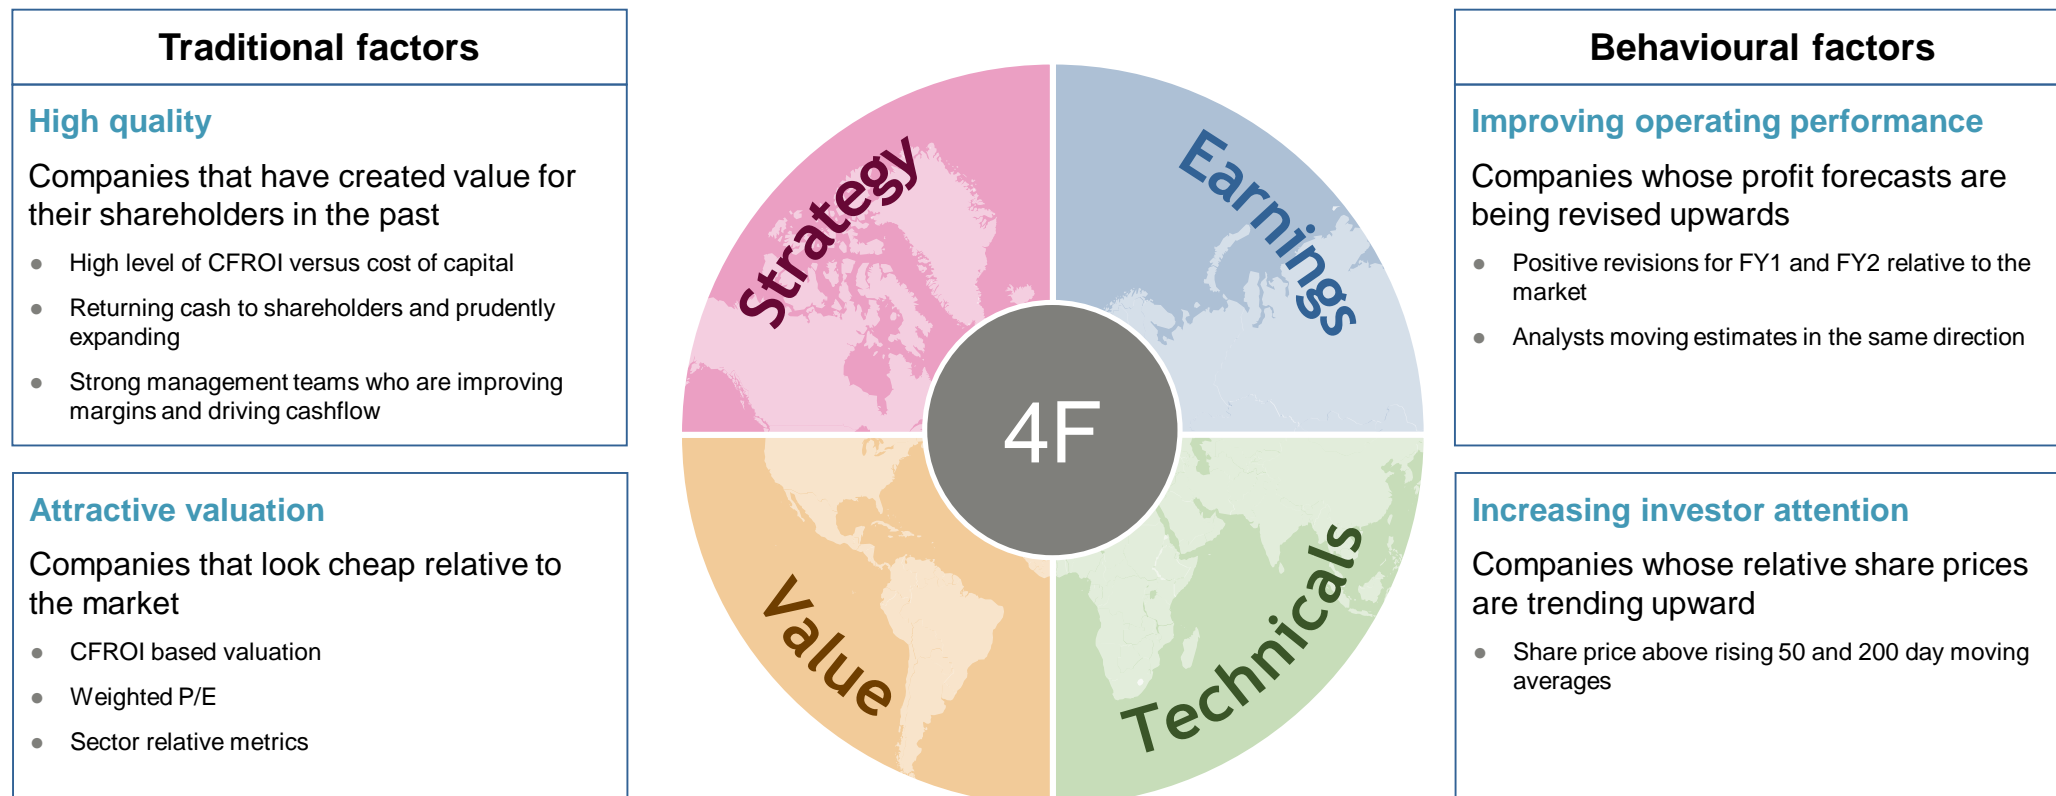 Traditional factors
High quality
Companies that have created value for
their shareholders in the past
● High level of CFROI versus cost of capital
● Returning cash to shareholders and prudently
expanding
● Strong management teams who are improving
margins and driving cashflow
Attractive valuation
Companies that look cheap relative to
the market
● CFROI based valuation
● Weighted P/E
● Sector relative metrics
Strategy
Earnings
4F
Value
Technicals
Behavioural factors
Improving operating performance
Companies whose profit forecasts are
being revised upwards
● Positive revisions for FY1 and FY2 relative to the
market
● Analysts moving estimates in the same direction
Increasing investor attention
Companies whose relative share prices
are trending upward
● Share price above rising 50 and 200 day moving
averages